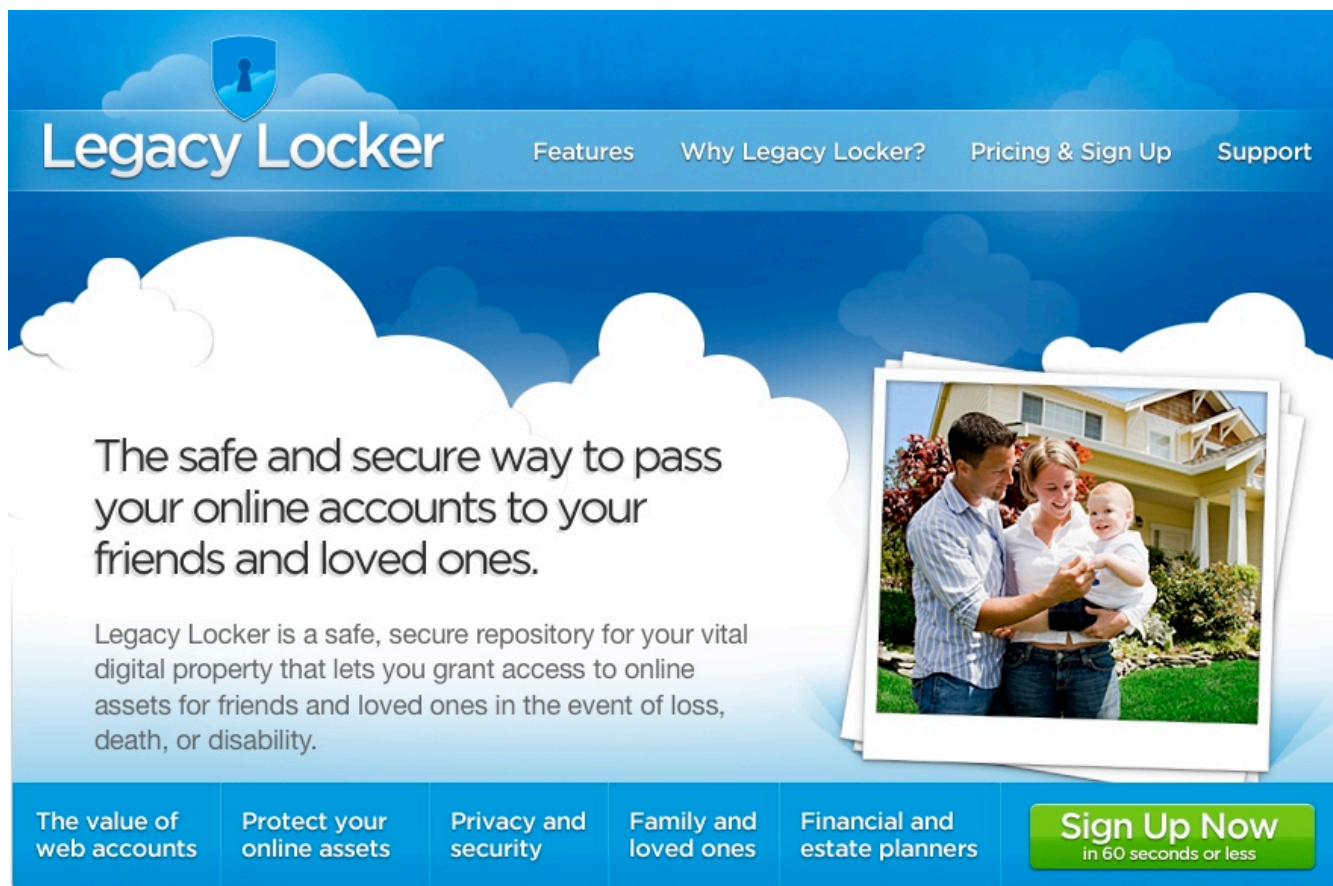 Legacy Locker
Features Why Legacy Locker? Pricing & Sign Up Support
The safe and secure way to pass
your online accounts to your
friends and loved ones.
Legacy Locker is a safe, secure repository for your vital
digital property that lets you grant access to online
assets for friends and loved ones in the event of loss,
death, or disability.
The value of
web accounts
Protect your
online assets
Privacy and
security
Family and
loved ones
Financial and
estate planners
Sign Up Now
in 60 seconds or less